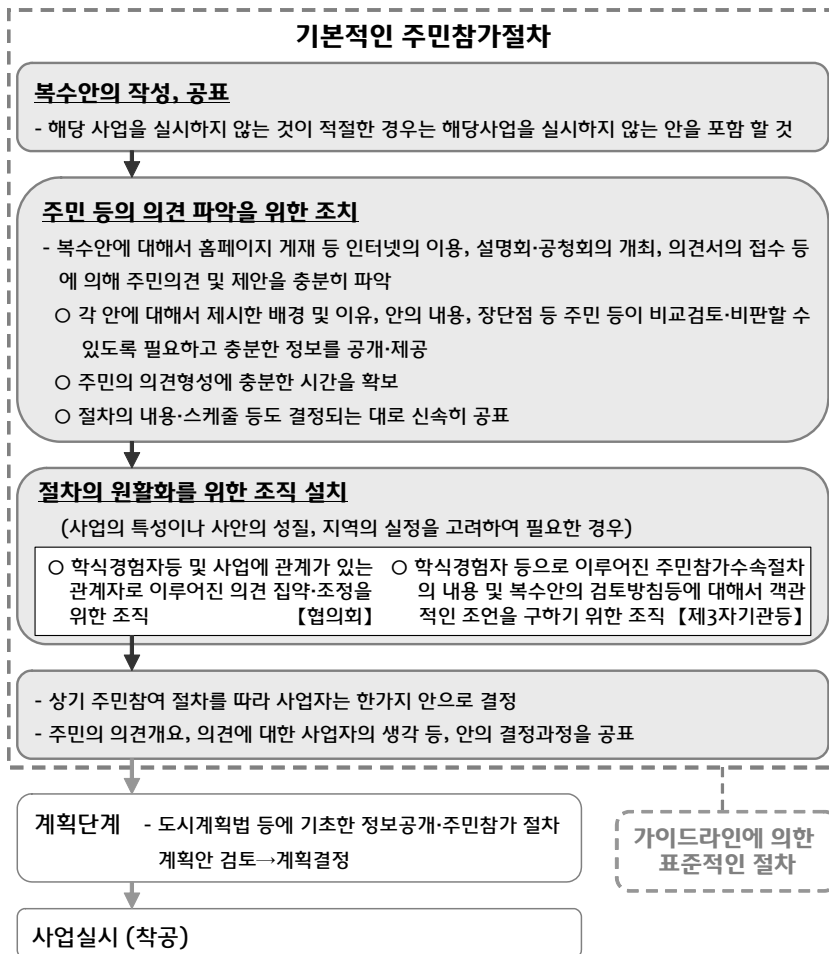 기본적인 주민참가절차
복수안의 작성, 공표
- 해당 사업을 실시하지 않는 것이 적절한 경우는 해당사업을 실시하지 않는 안을 포함 할 것
주민 등의 의견 파악을 위한 조치
- 복수안에 대해서 홈페이지 게재 등 인터넷의 이용, 설명회·공청회의 개최, 의견서의 접수 등
에 의해 주민의견 및 제안을 충분히 파악
○ 각 안에 대해서 제시한 배경 및 이유, 안의 내용, 장단점 등 주민 등이 비교검토·비판할 수
있도록 필요하고 충분한 정보를 공개·제공
○ 주민의 의견형성에 충분한 시간을 확보
○ 절차의 내용·스케줄 등도 결정되는 대로 신속히 공표
절차의 원활화를 위한 조직 설치
(사업의 특성이나 사안의 성질, 지역의 실정을 고려하여 필요한 경우)
○ 학식경험자등 및 사업에 관계가 있는
관계자로 이루어진 의견 집약·조정을
위한 조직 【협의회】
○ 학식경험자 등으로 이루어진 주민참가수속절차
의 내용 및 복수안의 검토방침등에 대해서 객관
적인 조언을 구하기 위한 조직 【제3자기관등】
- 상기 주민참여 절차를 따라 사업자는 한가지 안으로 결정
- 주민의 의견개요, 의견에 대한 사업자의 생각 등, 안의 결정과정을 공표
계획단계 - 도시계획법 등에 기초한 정보공개·주민참가 절차
계획안 검토→계획결정
가이드라인에 의한
표준적인 절차
사업실시 (착공)